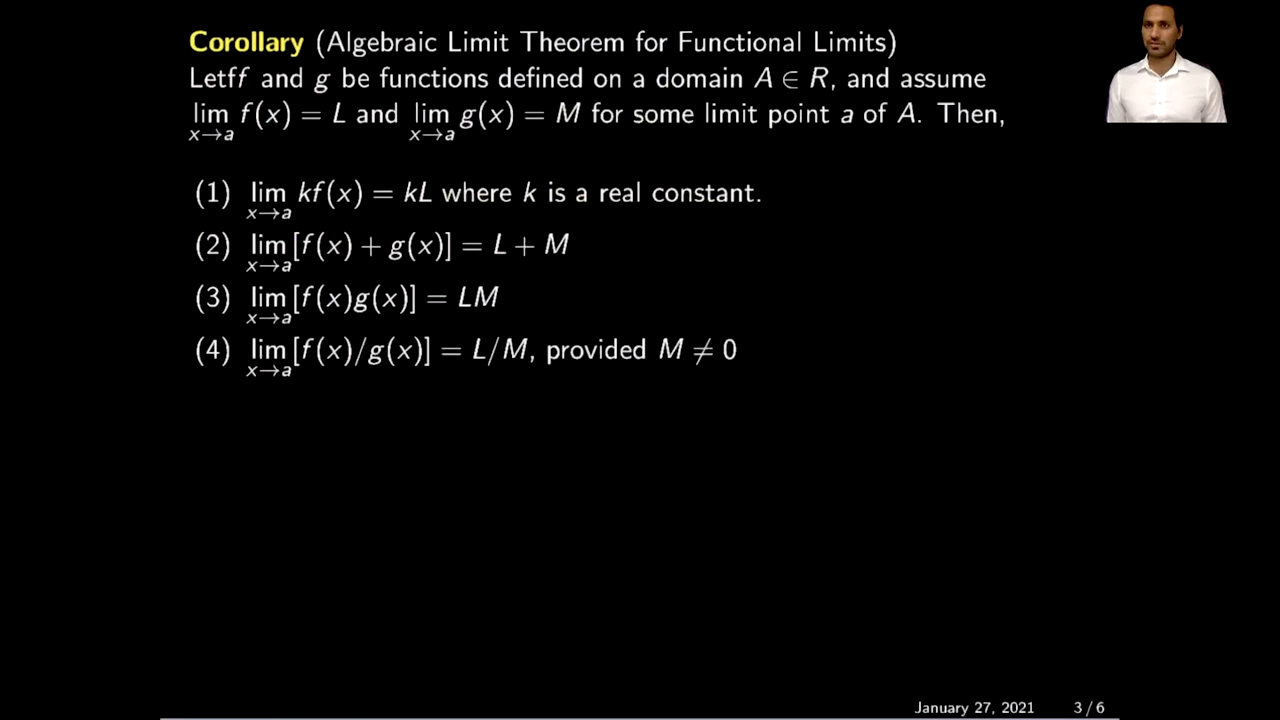 Corollary (Algebraic Limit Theorem for Functional Limits)
Letff and g be functions defined on a domain A ∈ R, and assume
lim x→a f(x) = L and lim x→a g(x) = M for some limit point a of A. Then,
(1) lim x→a kf(x) = kL where k is a real constant.
(2) lim x→a [f(x) + g(x)] = L + M
(3) lim x→a [f(x)g(x)] = LM
(4) lim x→a [f(x)/g(x)] = L/M, provided M ≠ 0
January 27, 2021 3 / 6